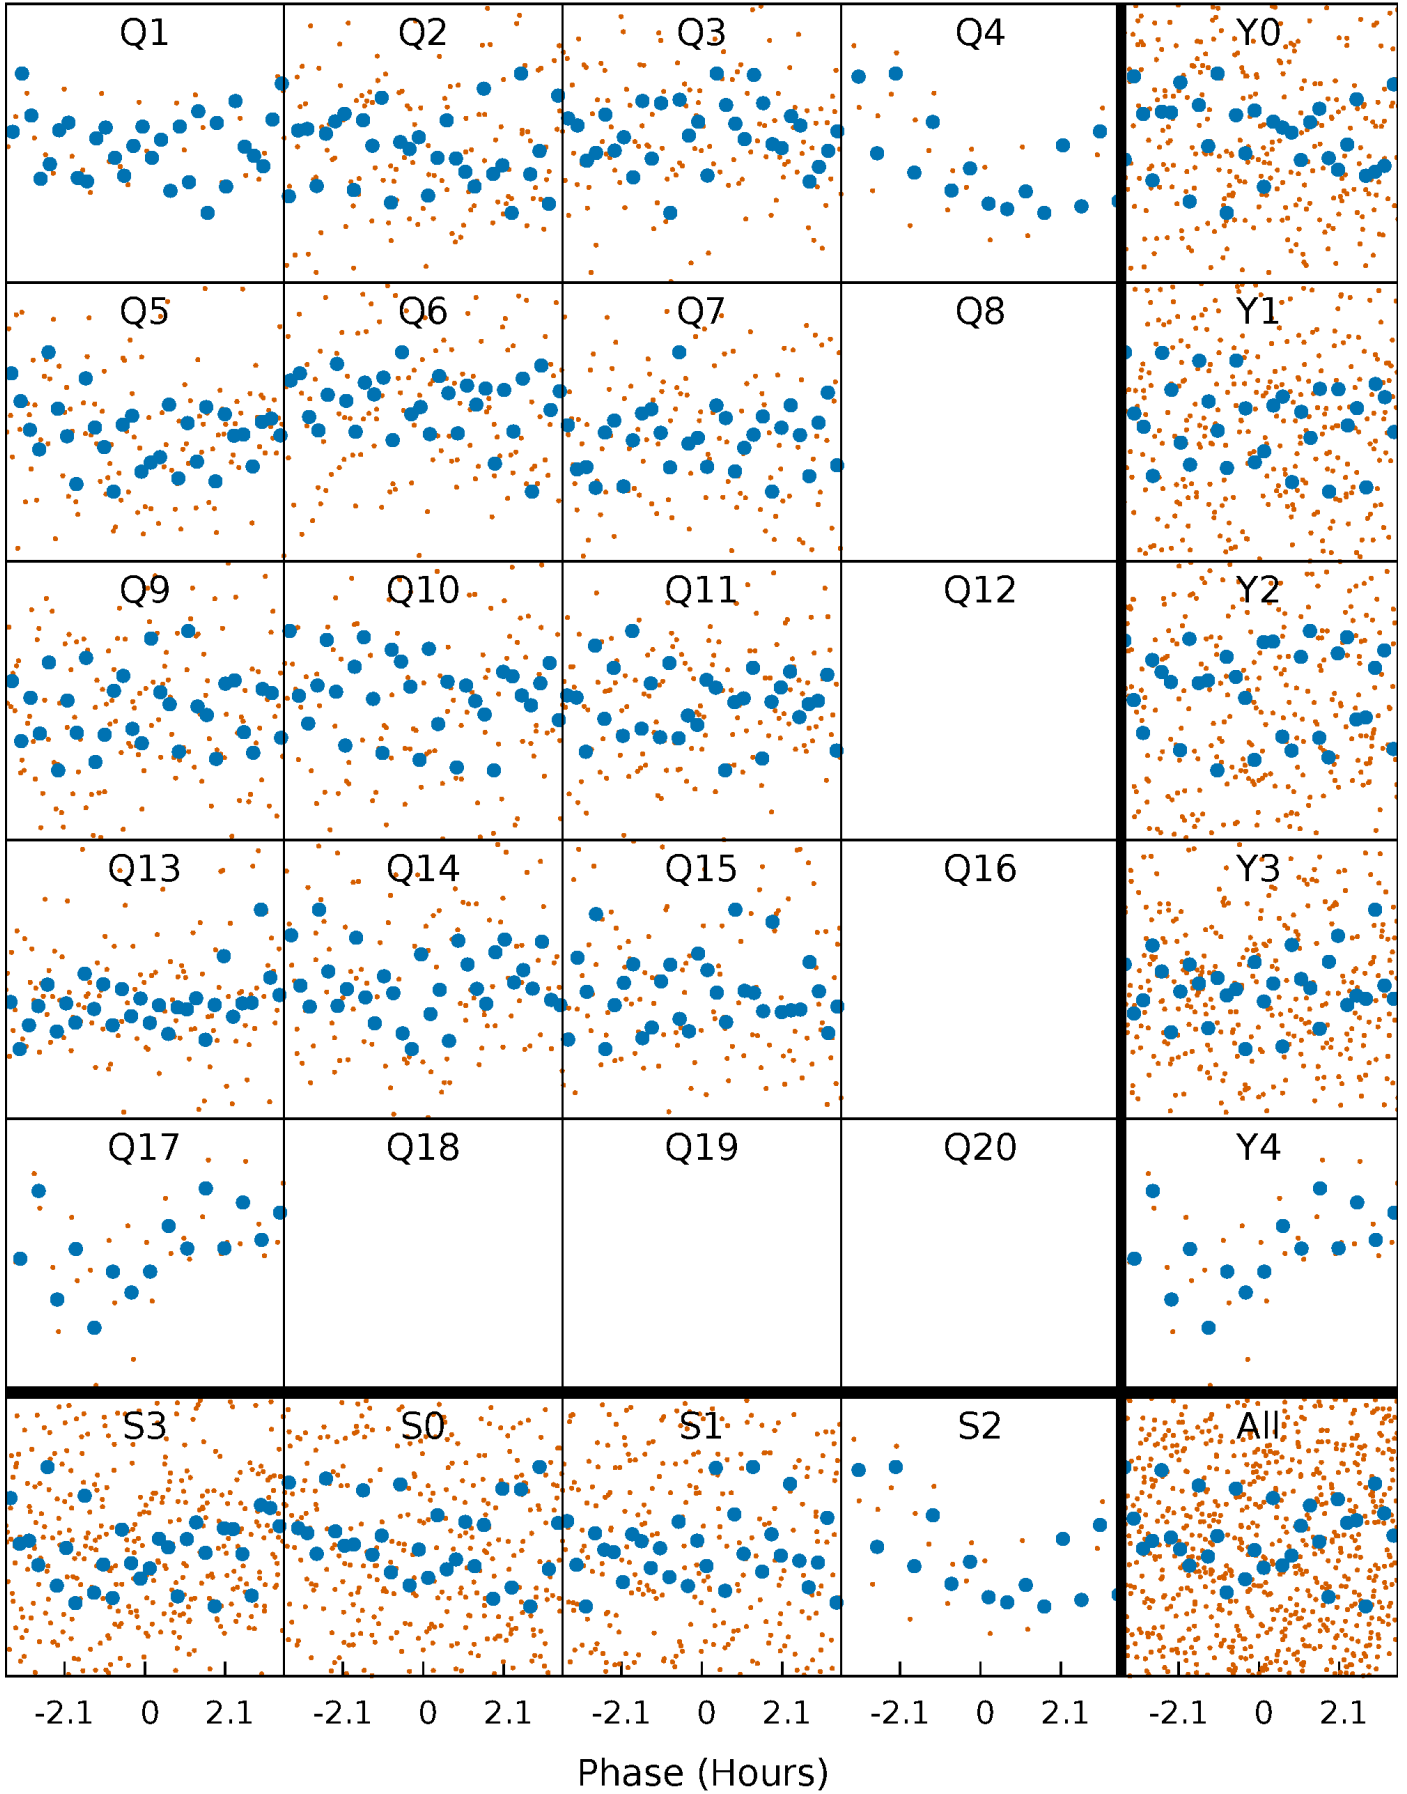 Q1 Q2 Q3 Q4 Y0
Q5 Q6 Q7 Q8 Y1
Q9 Q10 Q11 Q12 Y2
Q13 Q14 Q15 Q16 Y3
Q17 Q18 Q19 Q20 Y4
S3 S0 S1 S2 All
-2.1 0 2.1 -2.1 0 2.1 -2.1 0 2.1 -2.1 0 2.1 -2.1 0 2.1
Phase (Hours)